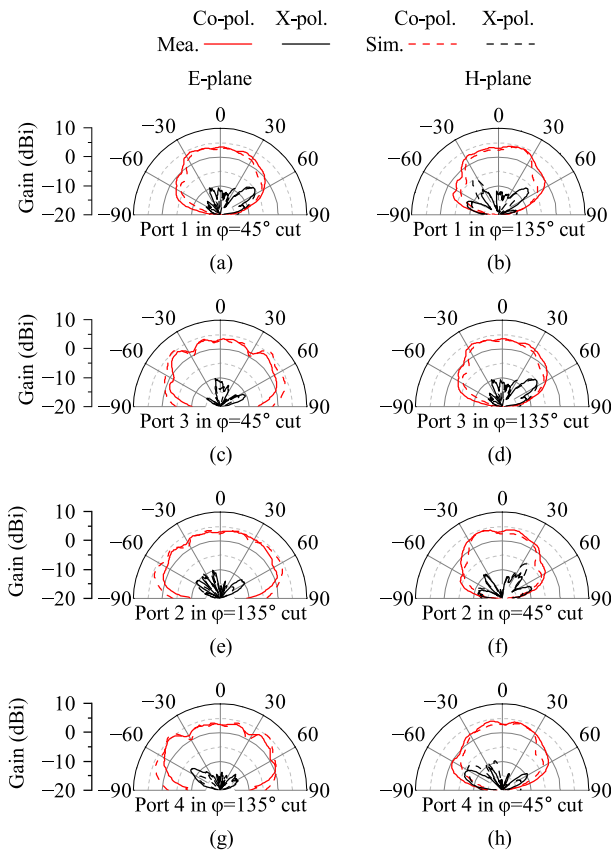 Co-pol. X-pol. Co-pol. X-pol.
Mea. Sim.
E-plane H-plane
Gain (dBi)
10
0
−10
−20
−90 −60 −30 0 30 60 90
Port 1 in φ=45° cut
(a)
−90 −60 −30 0 30 60 90
Port 1 in φ=135° cut
(b)
Gain (dBi)
10
0
−10
−20
−90 −60 −30 0 30 60 90
Port 3 in φ=45° cut
(c)
−90 −60 −30 0 30 60 90
Port 3 in φ=135° cut
(d)
Gain (dBi)
10
0
−10
−20
−90 −60 −30 0 30 60 90
Port 2 in φ=135° cut
(e)
−90 −60 −30 0 30 60 90
Port 2 in φ=45° cut
(f)
Gain (dBi)
10
0
−10
−20
−90 −60 −30 0 30 60 90
Port 4 in φ=135° cut
(g)
−90 −60 −30 0 30 60 90
Port 4 in φ=45° cut
(h)